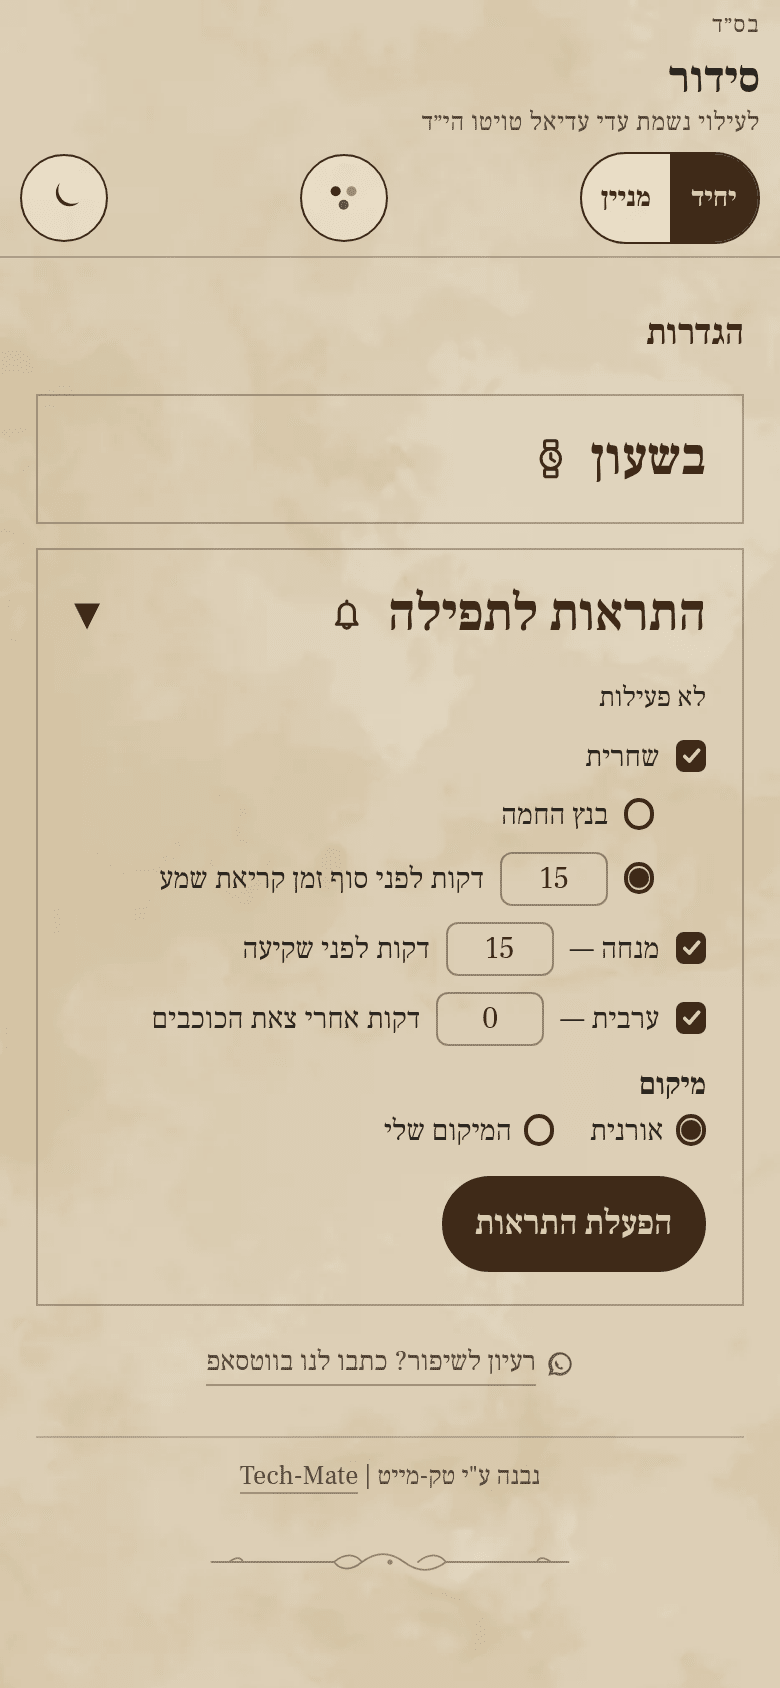 בס״ד
סידור
לעילוי נשמת עדי עדיאל טויטו הי״ד
יחיד מניין
הגדרות
בשעון
התראות לתפילה
לא פעילות
שחרית
בנץ החמה
15 דקות לפני סוף זמן קריאת שמע
מנחה — 15 דקות לפני שקיעה
ערבית — 0 דקות אחרי צאת הכוכבים
מיקום
אורנית המיקום שלי
הפעלת התראות
רעיון לשיפור? כתבו לנו בווטסאפ
נבנה ע"י טק-מייט | Tech-Mate